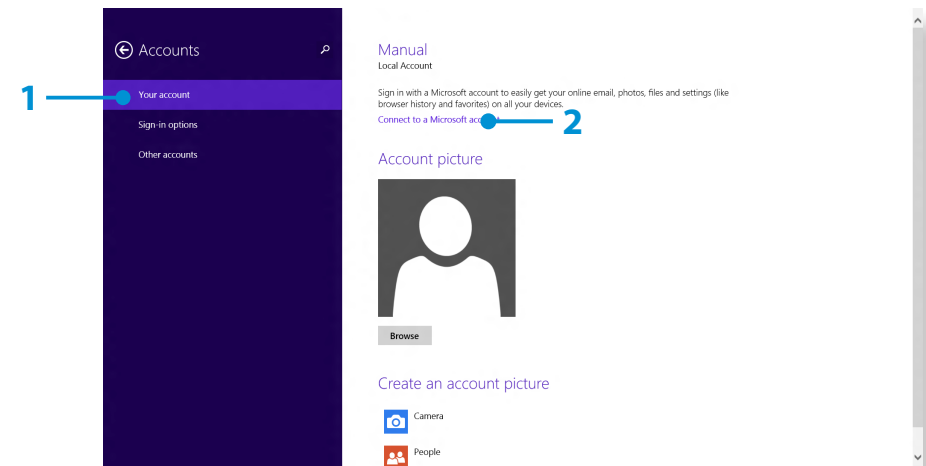 Accounts
1
Your account
Sign-in options
Other accounts
Manual
Local Account
Sign in with a Microsoft account to easily get your online email, photos, files and settings (like
browser history and favorites) on all your devices.
Connect to a Microsoft account
2
Account picture
Browse
Create an account picture
Camera
People